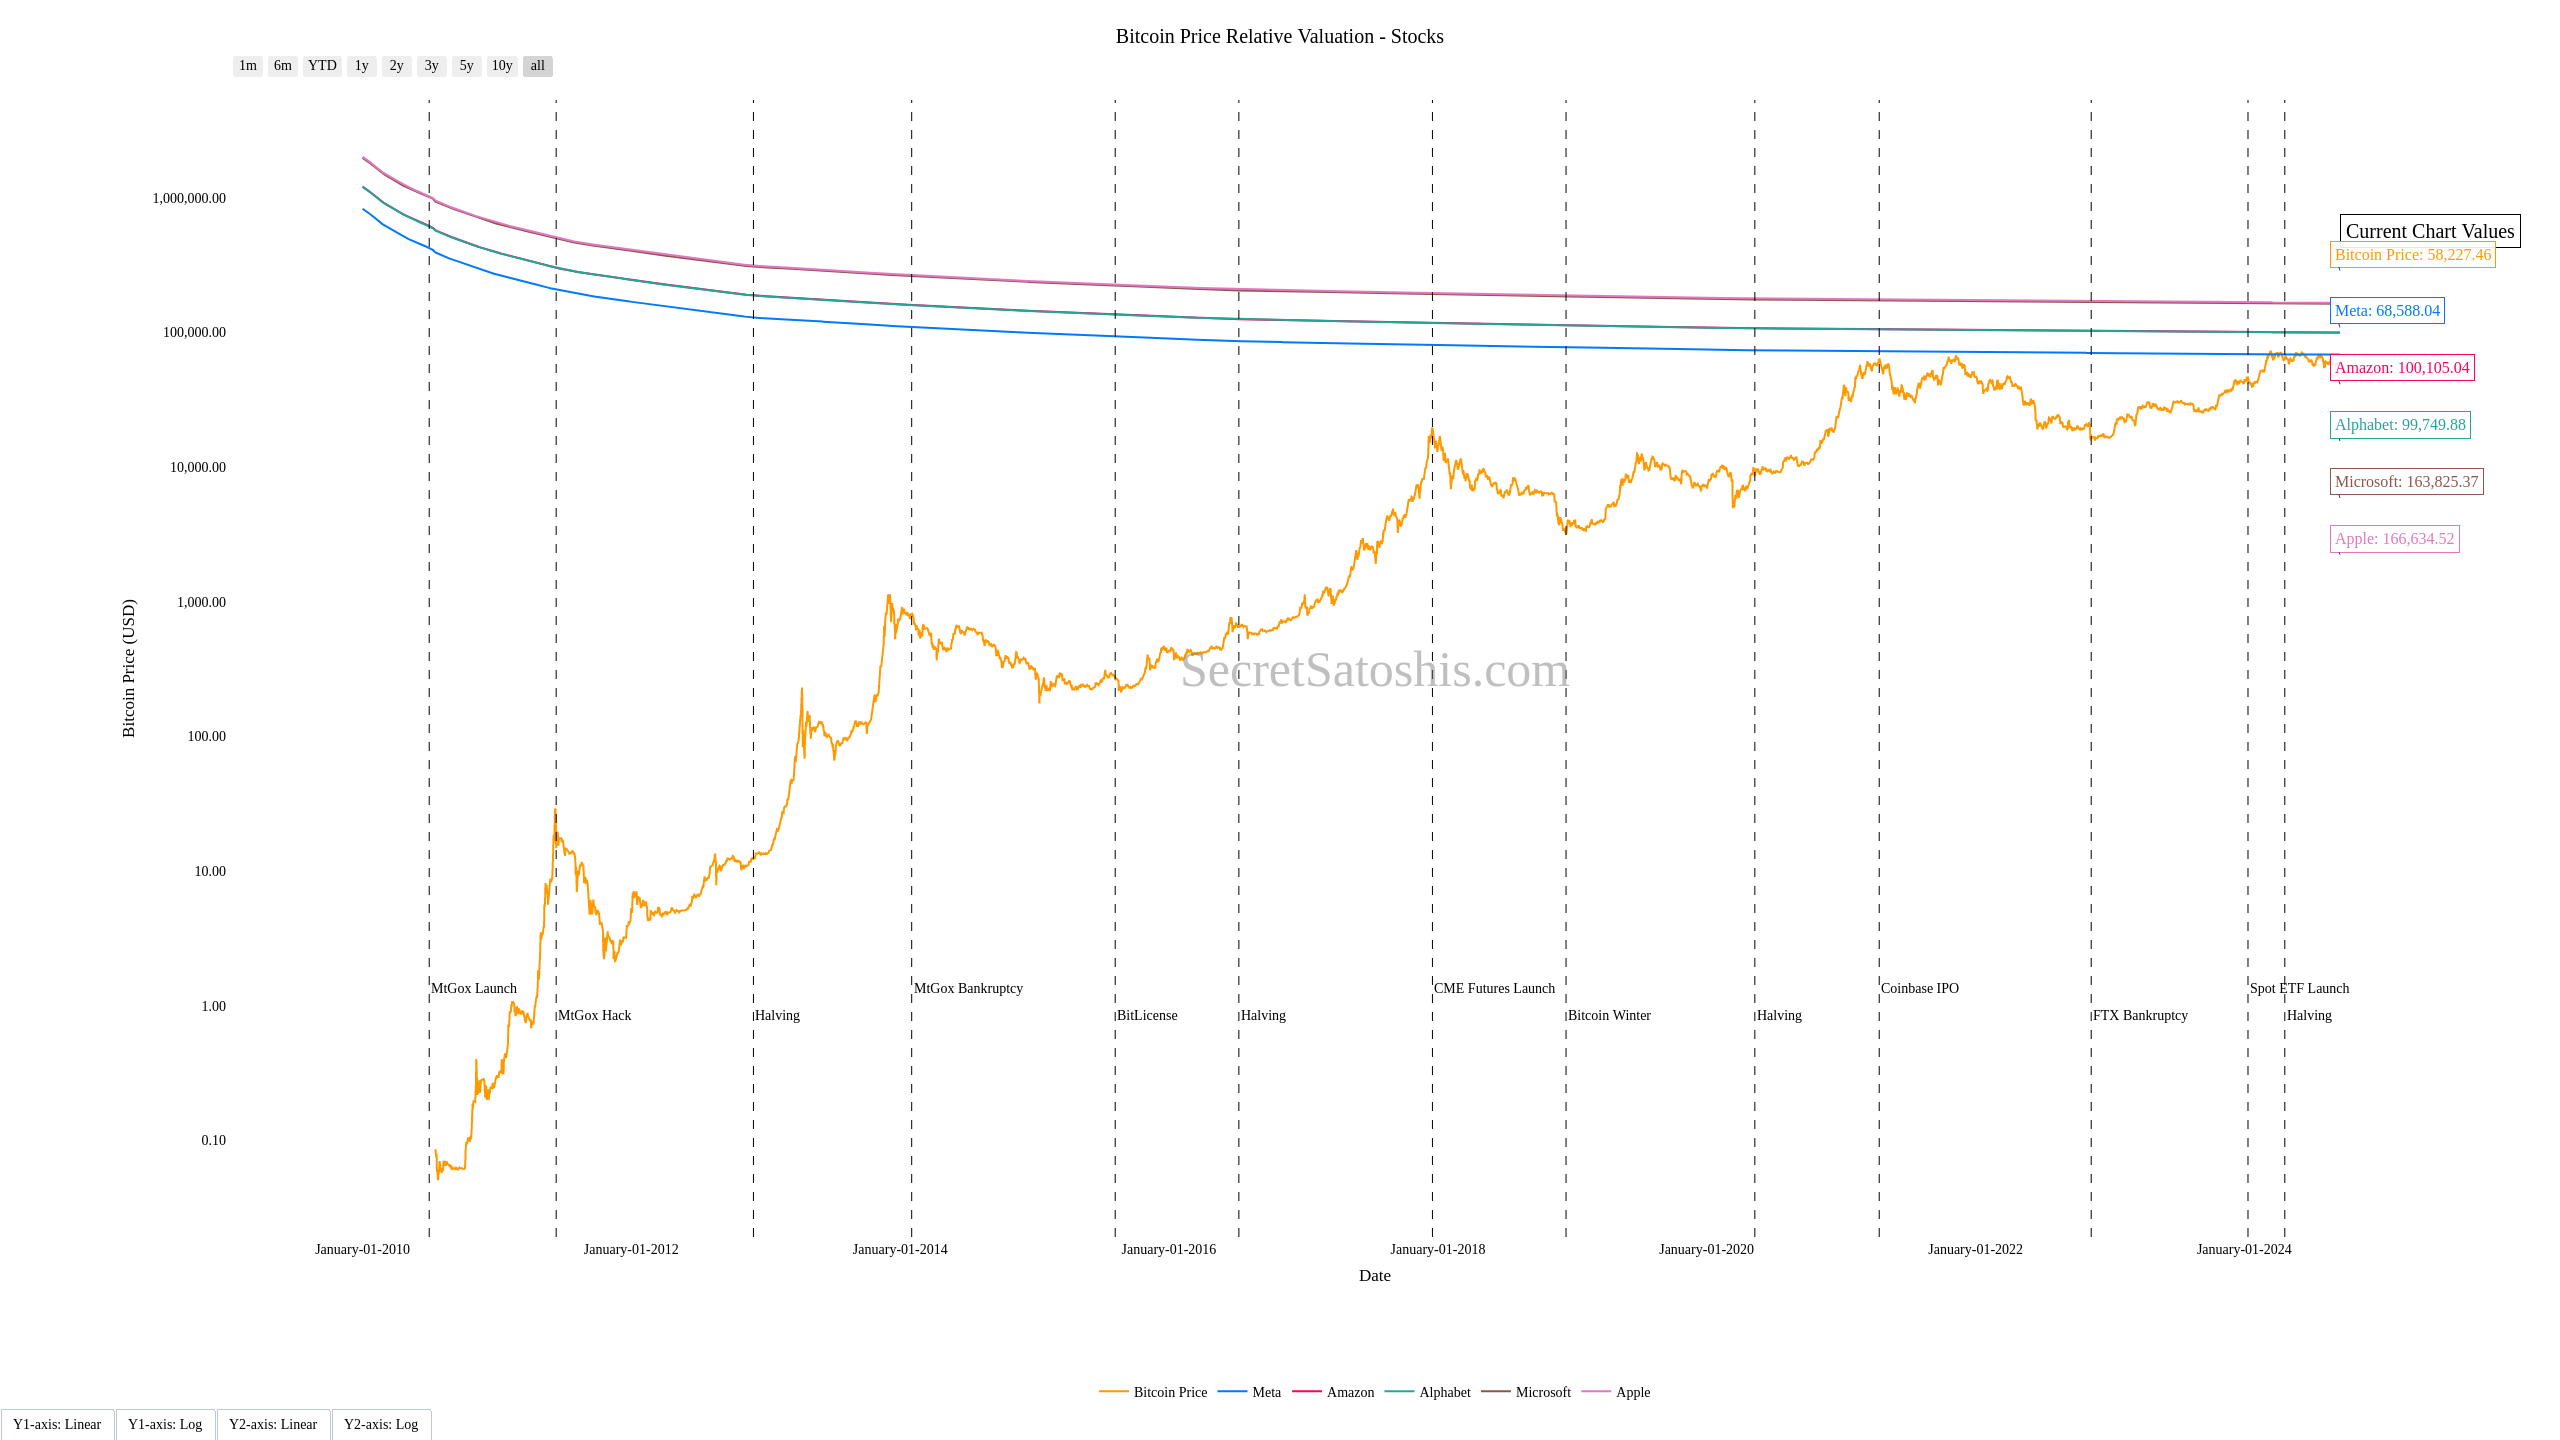 Bitcoin Price Relative Valuation - Stocks
1m 6m YTD 1y 2y 3y 5y 10y all
1,000,000.00
100,000.00
10,000.00
1,000.00
100.00
10.00
1.00
0.10
Bitcoin Price (USD)
Current Chart Values
Bitcoin Price: 58,227.46
Meta: 68,588.04
Amazon: 100,105.04
Alphabet: 99,749.88
Microsoft: 163,825.37
Apple: 166,634.52
SecretSatoshis.com
MtGox Launch
MtGox Hack
Halving
MtGox Bankruptcy
BitLicense
Halving
CME Futures Launch
Bitcoin Winter
Halving
Coinbase IPO
FTX Bankruptcy
Spot ETF Launch
Halving
January-01-2010 January-01-2012 January-01-2014 January-01-2016 January-01-2018 January-01-2020 January-01-2022 January-01-2024
Date
Bitcoin Price Meta Amazon Alphabet Microsoft Apple
Y1-axis: Linear Y1-axis: Log Y2-axis: Linear Y2-axis: Log